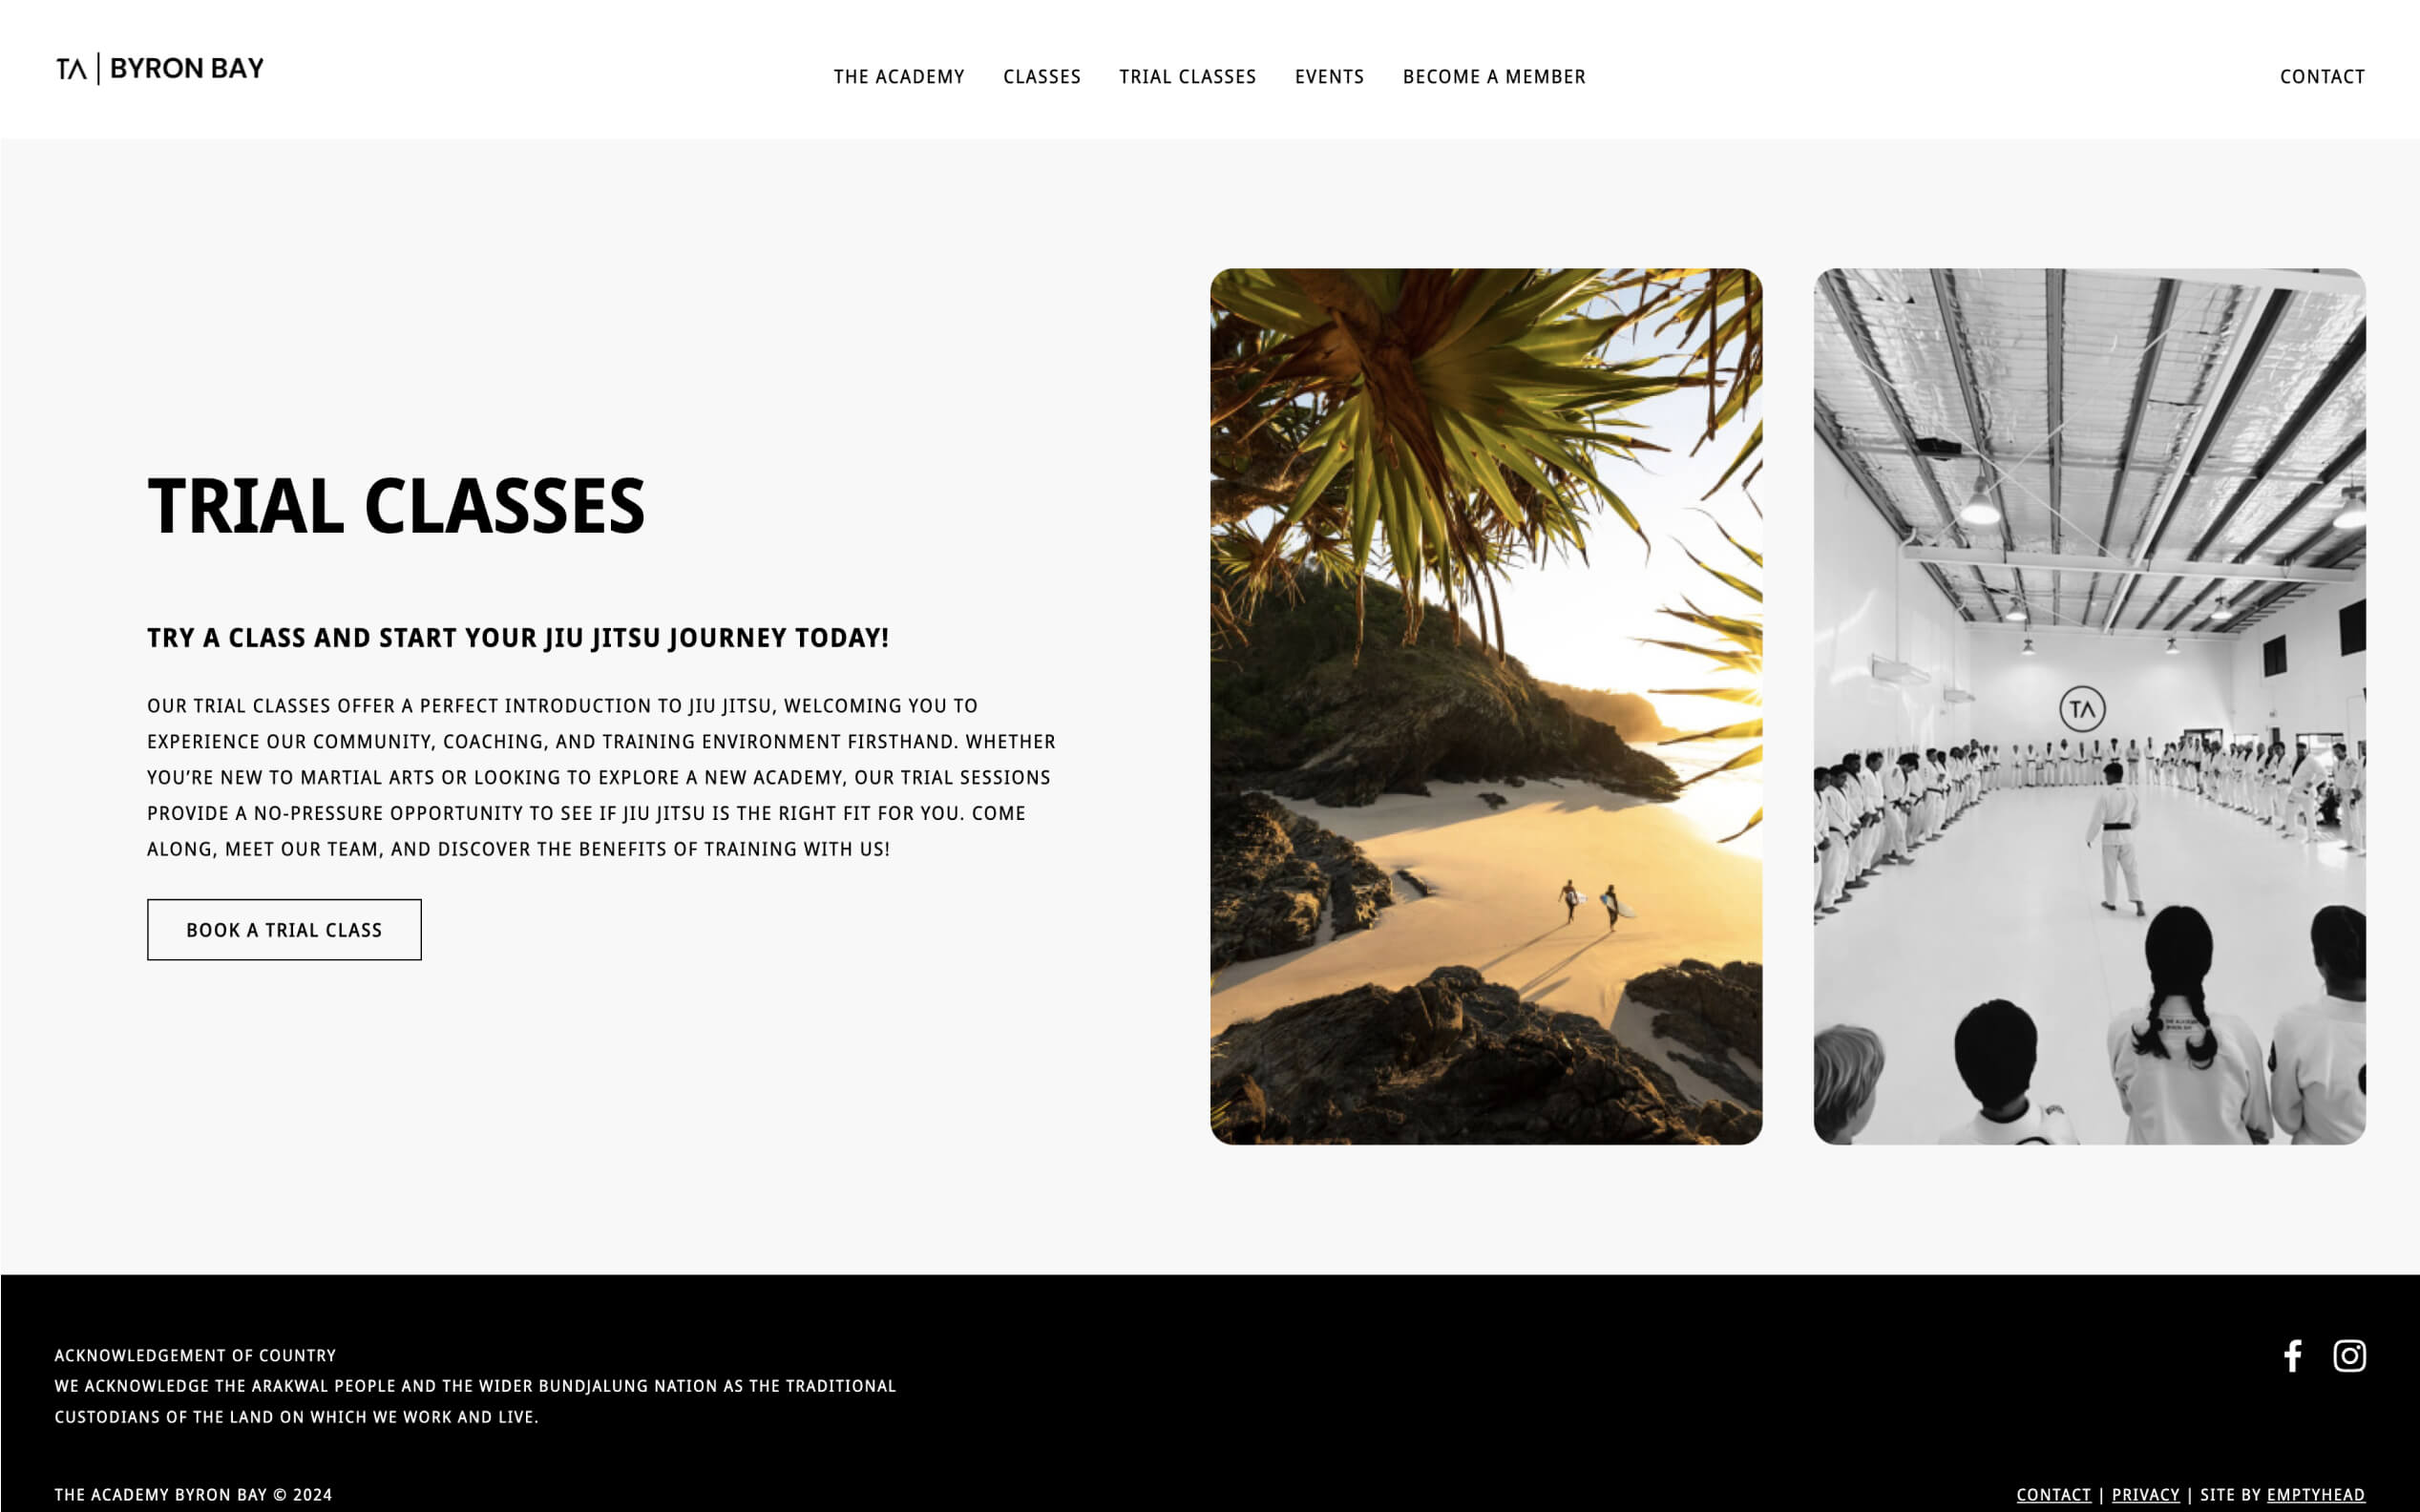 TA | BYRON BAY
THE ACADEMY
CLASSES
TRIAL CLASSES
EVENTS
BECOME A MEMBER
CONTACT
TRIAL CLASSES
TRY A CLASS AND START YOUR JIU JITSU JOURNEY TODAY!
OUR TRIAL CLASSES OFFER A PERFECT INTRODUCTION TO JIU JITSU, WELCOMING YOU TO
EXPERIENCE OUR COMMUNITY, COACHING, AND TRAINING ENVIRONMENT FIRSTHAND. WHETHER
YOU’RE NEW TO MARTIAL ARTS OR LOOKING TO EXPLORE A NEW ACADEMY, OUR TRIAL SESSIONS
PROVIDE A NO-PRESSURE OPPORTUNITY TO SEE IF JIU JITSU IS THE RIGHT FIT FOR YOU. COME
ALONG, MEET OUR TEAM, AND DISCOVER THE BENEFITS OF TRAINING WITH US!
BOOK A TRIAL CLASS
TA
ACKNOWLEDGEMENT OF COUNTRY
WE ACKNOWLEDGE THE ARAKWAL PEOPLE AND THE WIDER BUNDJALUNG NATION AS THE TRADITIONAL
CUSTODIANS OF THE LAND ON WHICH WE WORK AND LIVE.
THE ACADEMY BYRON BAY © 2024
CONTACT | PRIVACY | SITE BY EMPTYHEAD